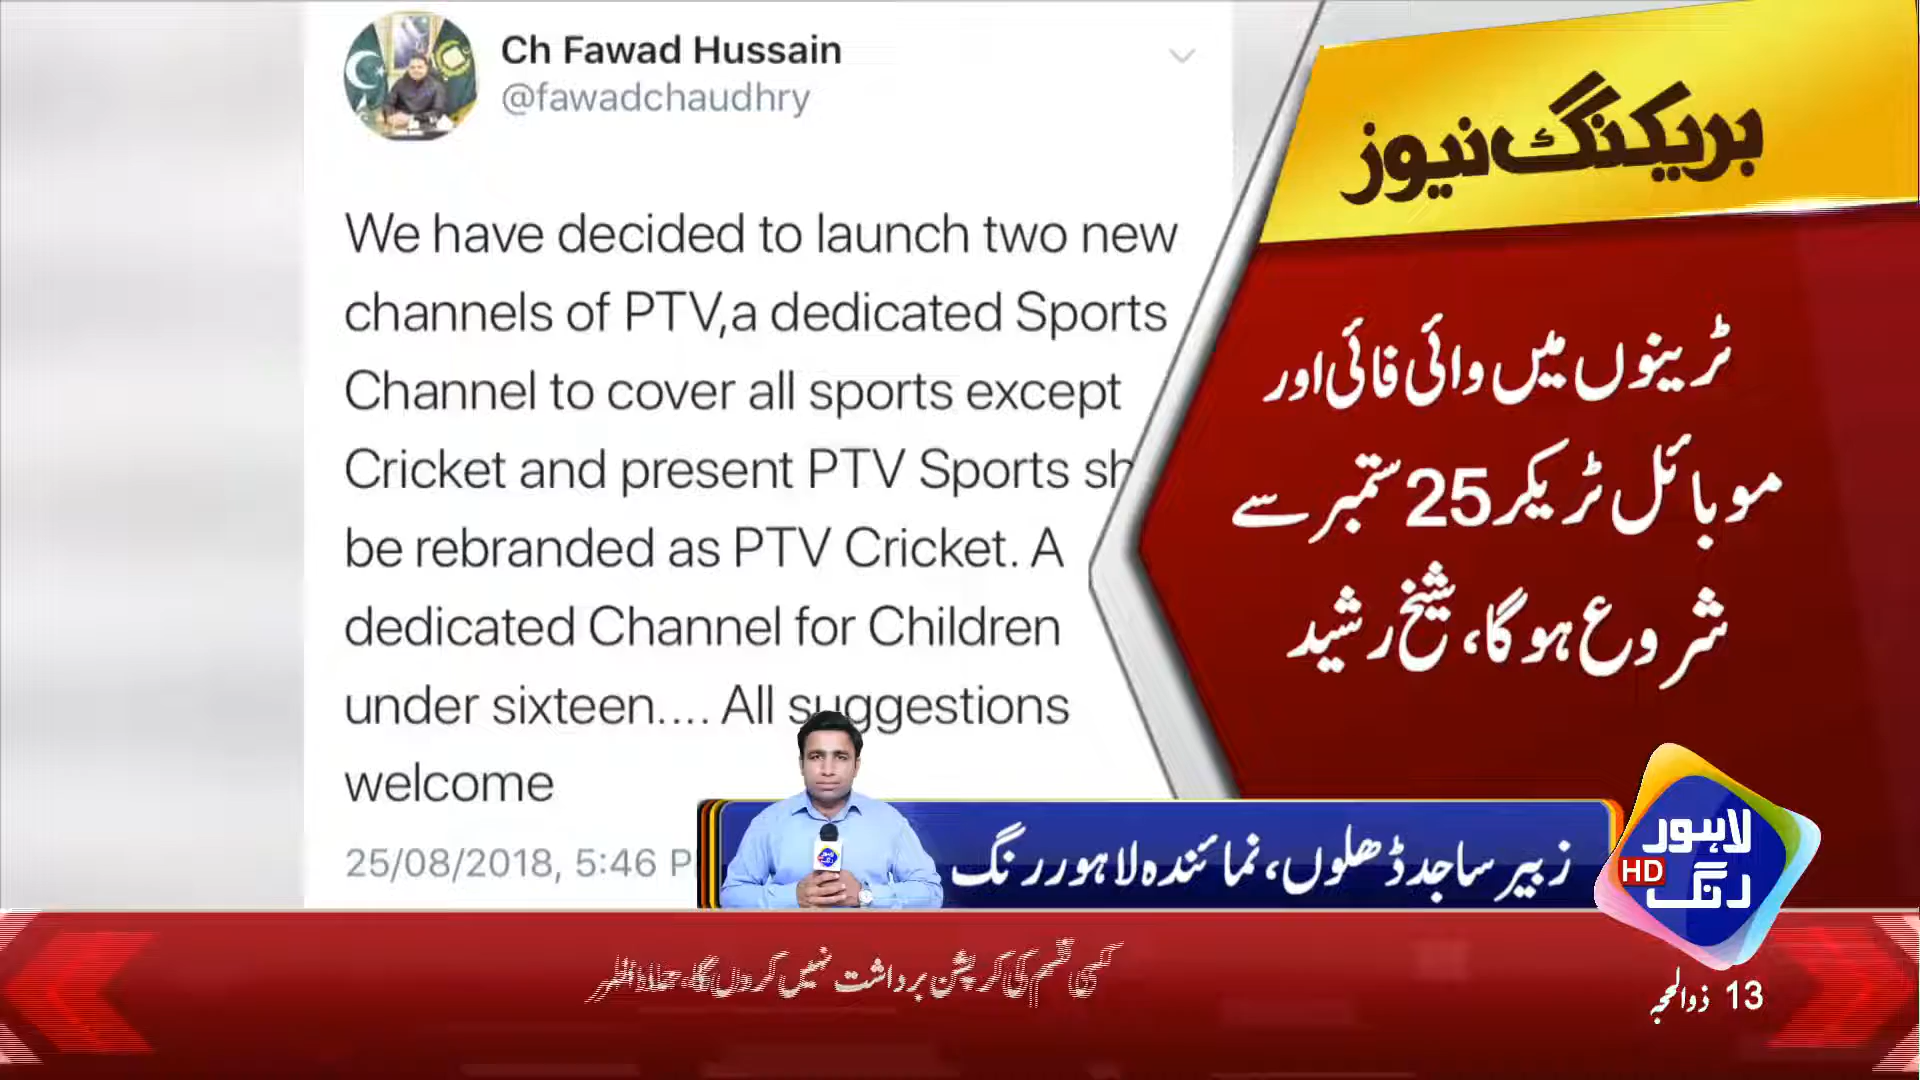 Ch Fawad Hussain
@fawadchaudhry
We have decided to launch two new
channels of PTV,a dedicated Sports
Channel to cover all sports except
Cricket and present PTV Sports sh
be rebranded as PTV Cricket. A
dedicated Channel for Children
under sixteen.... All suggestions
welcome
25/08/2018, 5:46 P
بریکنگ نیوز
ٹرینوں میں وائی فائی اور
موبائل ٹریکر 25 ستمبر سے
شروع ہوگا، شیخ رشید
زبیر ساجد ڈھلوں، نمائندہ لاہور رنگ
لاہور
رنگ
HD
کسی قسم کی کرپشن برداشت نہیں کروں گا،
13 ذوالحجہ